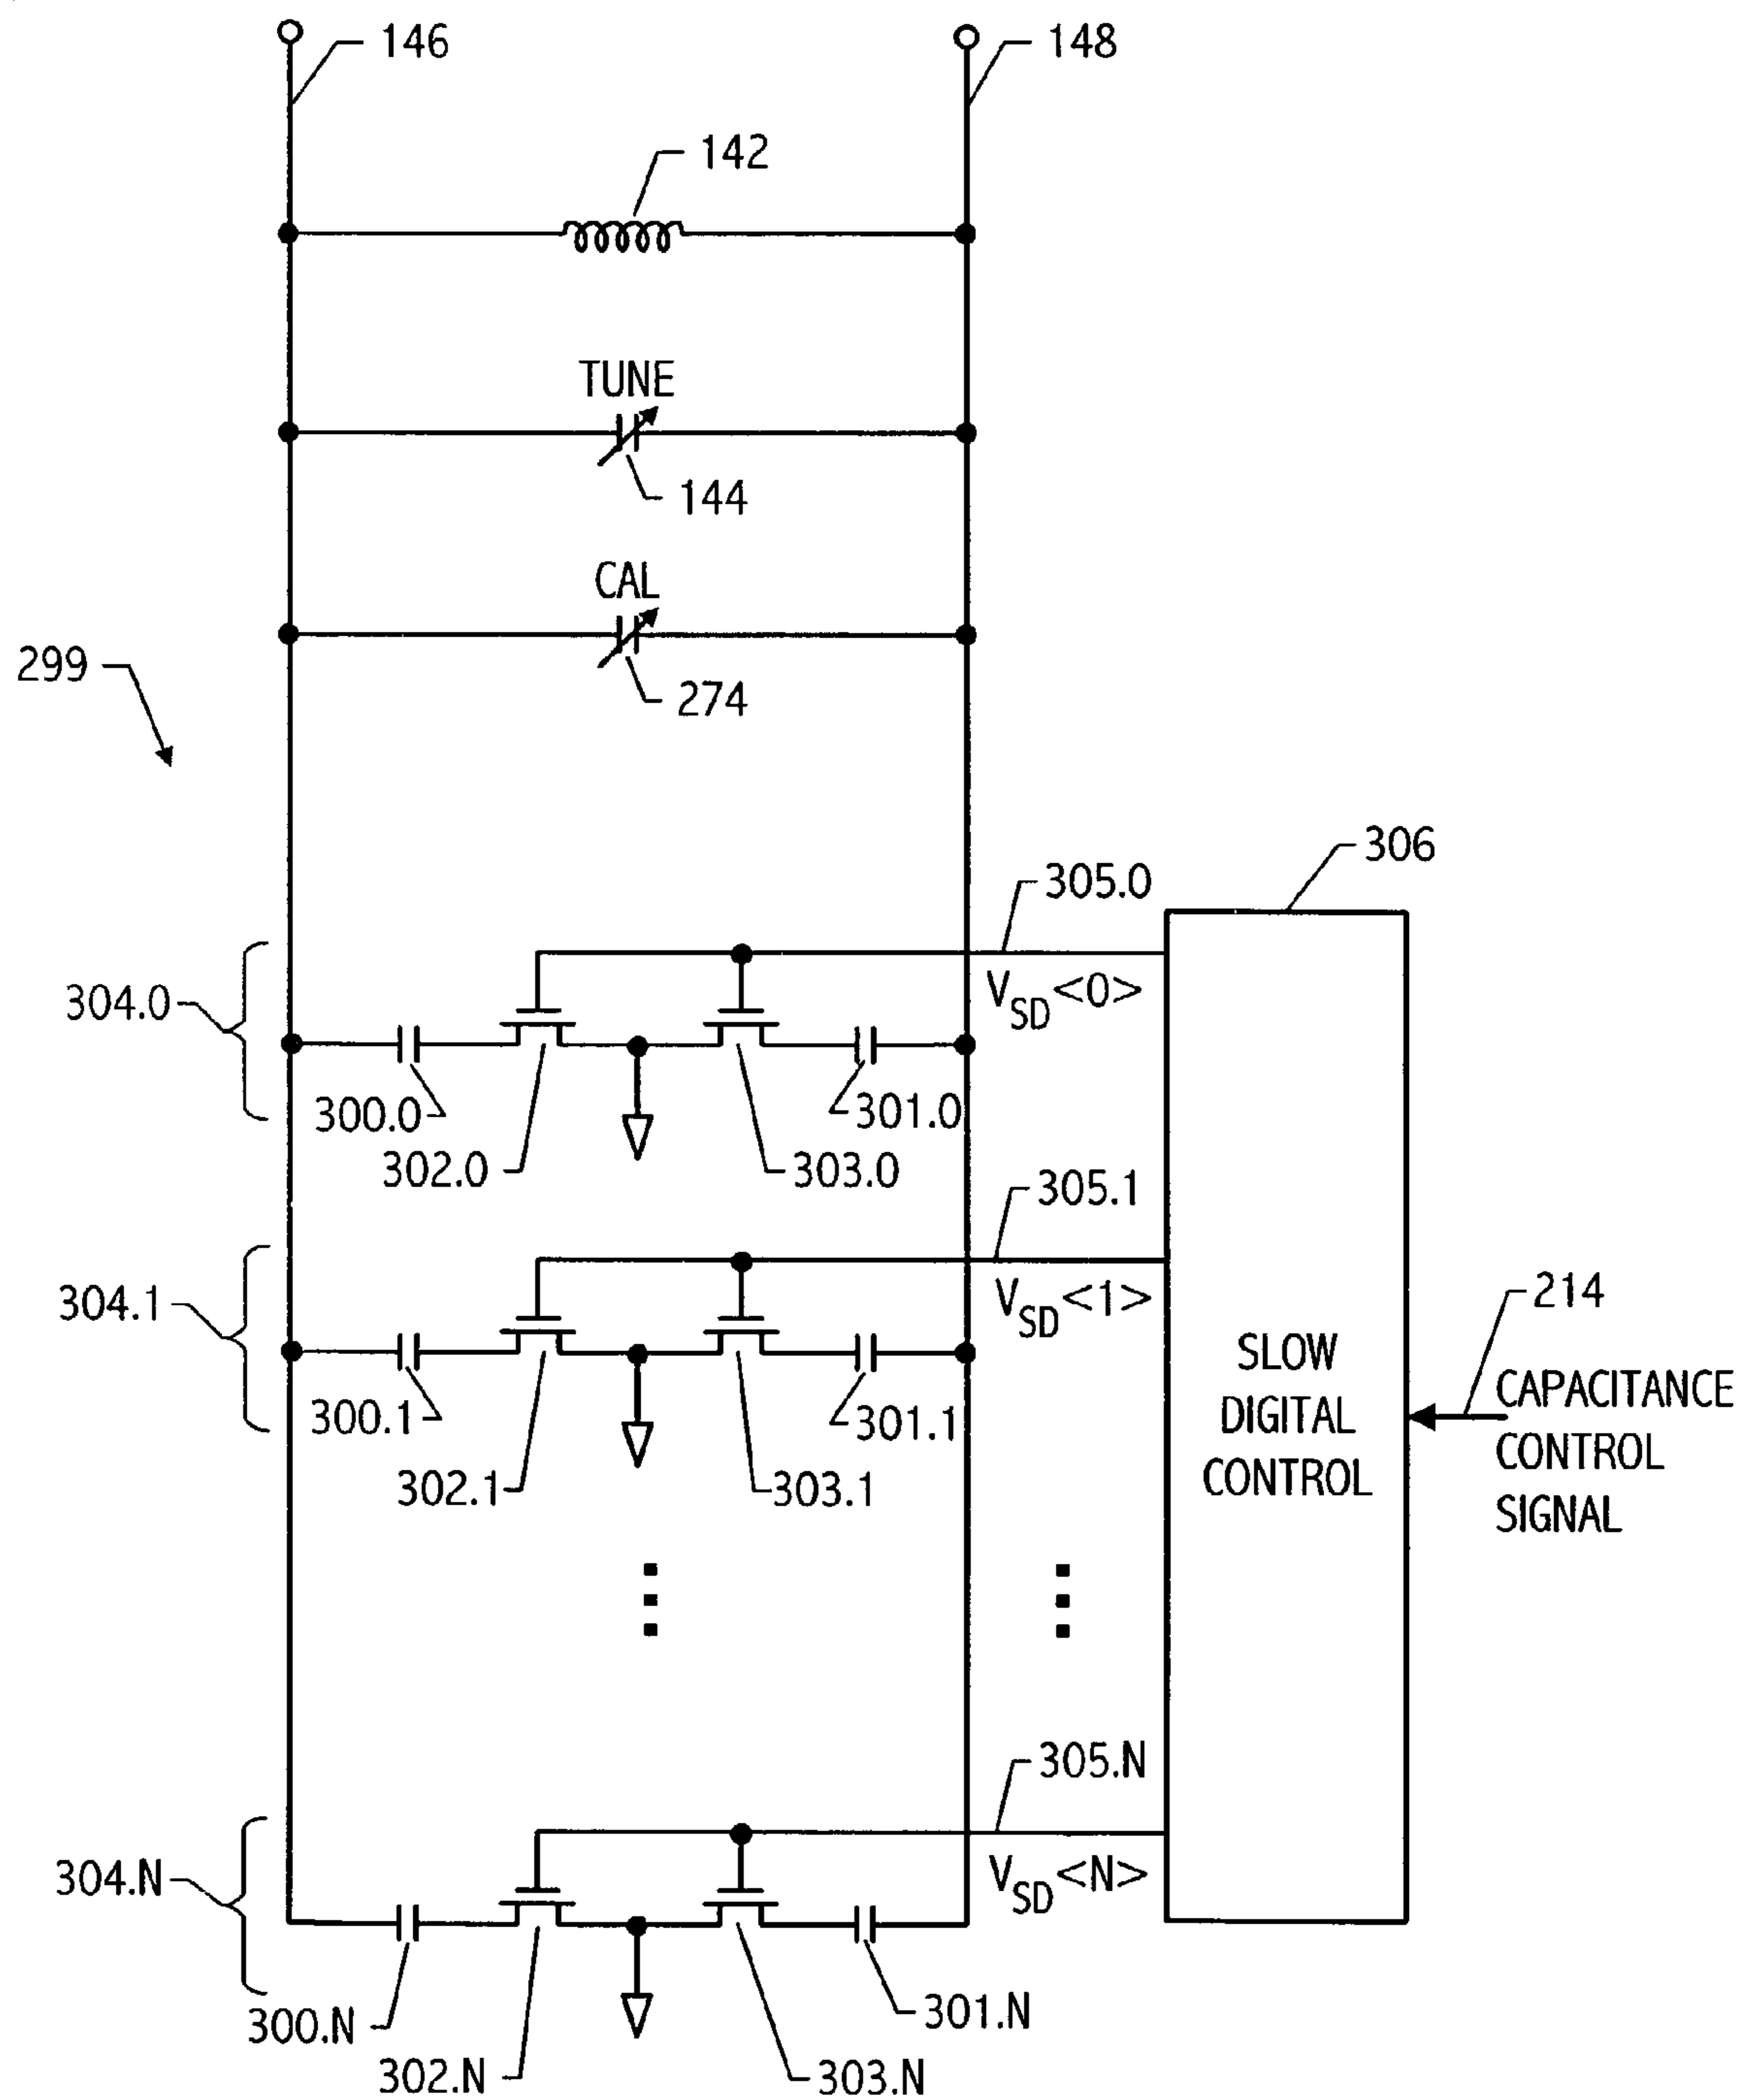 146
148
142
TUNE
144
CAL
274
299
306
305.0
V_SD <0>
304.0
300.0
301.0
302.0
303.0
305.1
V_SD <1>
304.1
300.1
301.1
302.1
303.1
214
SLOW
DIGITAL
CONTROL
CAPACITANCE
CONTROL
SIGNAL
305.N
V_SD <N>
304.N
300.N
301.N
302.N
303.N